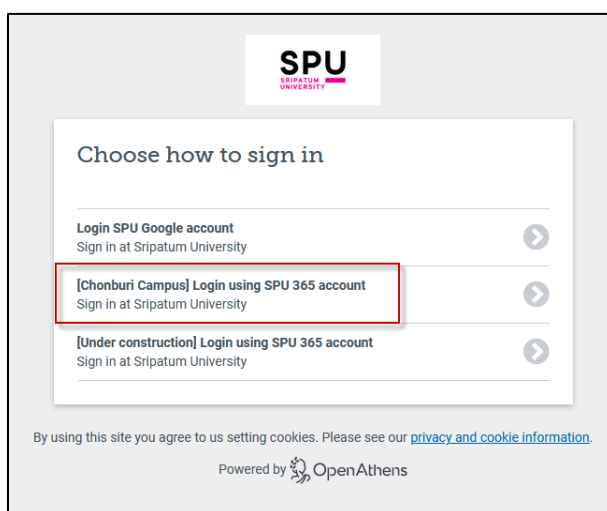 SPU
SRIPATUM
UNIVERSITY
Choose how to sign in
Login SPU Google account
Sign in at Sripatum University
[Chonburi Campus] Login using SPU 365 account
Sign in at Sripatum University
[Under construction] Login using SPU 365 account
Sign in at Sripatum University
By using this site you agree to us setting cookies. Please see our privacy and cookie information.
Powered by OpenAthens